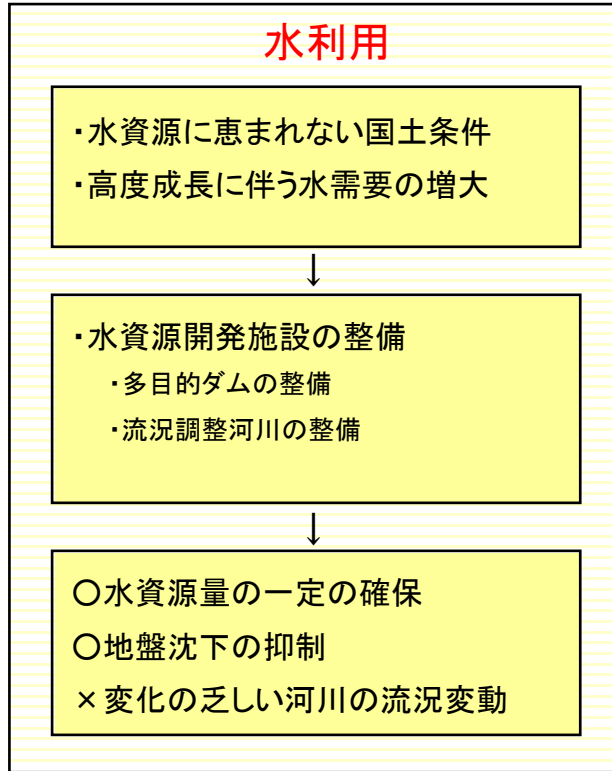 水利用
・水資源に恵まれない国土条件
・高度成長に伴う水需要の増大
↓
・水資源開発施設の整備
・多目的ダムの整備
・流況調整河川の整備
↓
○水資源量の一定の確保
○地盤沈下の抑制
×変化の乏しい河川の流況変動